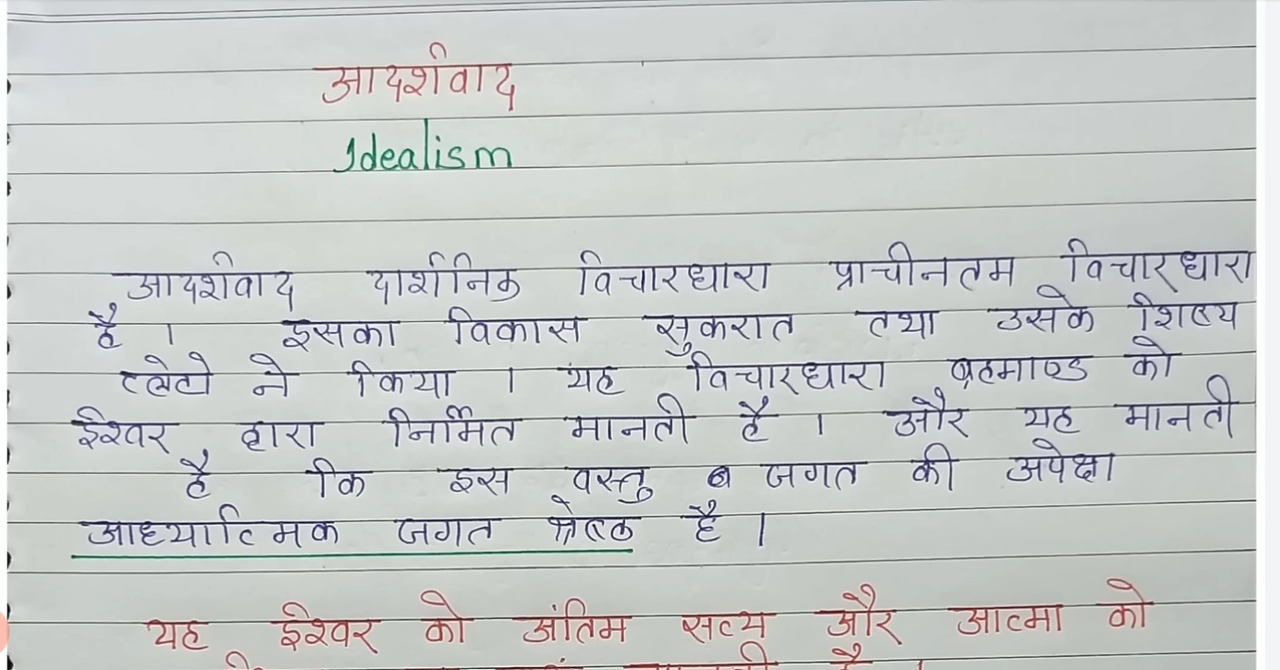 आदर्शवाद
Idealism
आदर्शवाद दार्शनिक विचारधारा प्राचीनतम विचारधारा
है । इसका विकास सुकरात तथा उसके शिष्य
प्लेटो ने किया । यह विचारधारा ब्रह्माण्ड को
ईश्वर द्वारा निर्मित मानती है । और यह मानती
है कि इस वस्तु जगत की अपेक्षा
आध्यात्मिक जगत श्रेष्ठ है ।
यह ईश्वर को अंतिम सत्य और आत्मा को
है ।